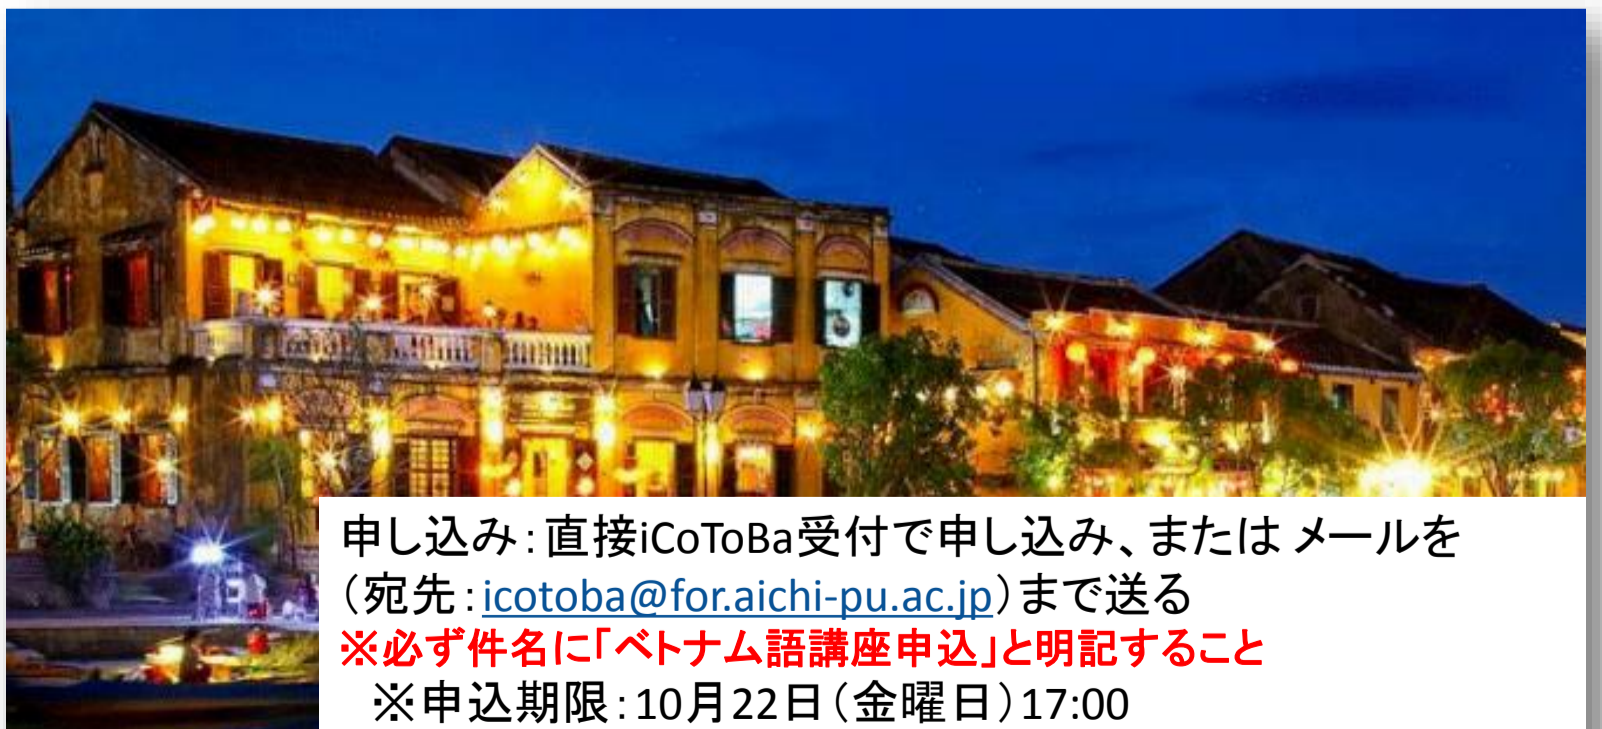 申し込み：直接iCoToBa受付で申し込み、または メールを
（宛先：icotoba@for.aichi-pu.ac.jp）まで送る
※必ず件名に「ベトナム語講座申込」と明記すること
※申込期限：10月22日（金曜日）17:00